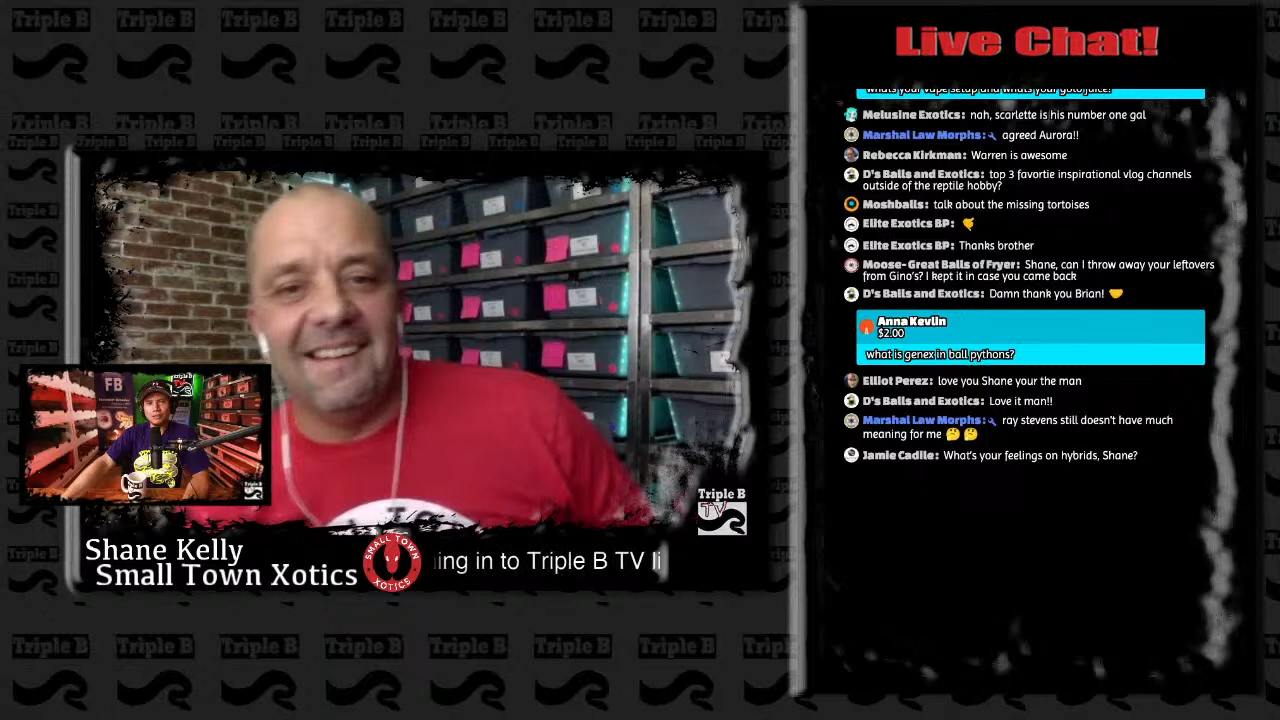 Triple B
Live Chat!
whats your vape setup and whats your goto juice?
Melusine Exotics: nah, scarlette is his number one gal
Marshal Law Morphs: agreed Aurora!!
Rebecca Kirkman: Warren is awesome
D's Balls and Exotics: top 3 favortie inspirational vlog channels
outside of the reptile hobby?
Moshballs: talk about the missing tortoises
Elite Exotics BP:
Elite Exotics BP: Thanks brother
Moose- Great Balls of Fryer: Shane, can I throw away your leftovers
from Gino's? I kept it in case you came back
D's Balls and Exotics: Damn thank you Brian! 🤝
Anna Kevlin
$2.00
what is genex in ball pythons?
Elliot Perez: love you Shane your the man
D's Balls and Exotics: Love it man!!
Marshal Law Morphs: ray stevens still doesn't have much
meaning for me 🤔 🤔
Jamie Cadile: What's your feelings on hybrids, Shane?
FB
Triple B
TV
Shane Kelly
Small Town Xotics
SMALL TOWN
XOTICS
ing in to Triple B TV li